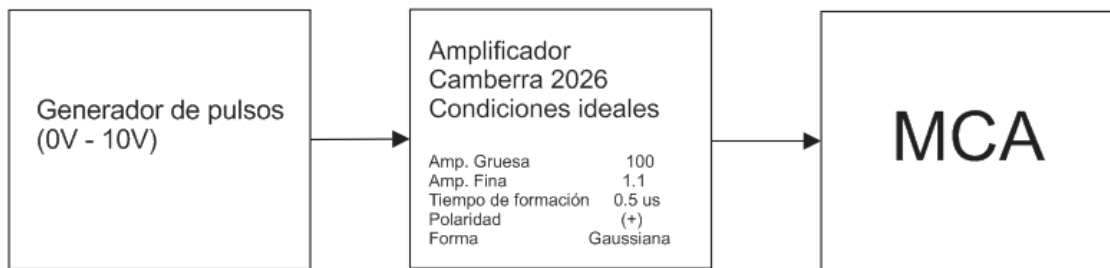 Generador de pulsos
(0V - 10V)
Amplificador
Camberra 2026
Condiciones ideales
Amp. Gruesa 100
Amp. Fina 1.1
Tiempo de formación 0.5 us
Polaridad (+)
Forma Gaussiana
MCA